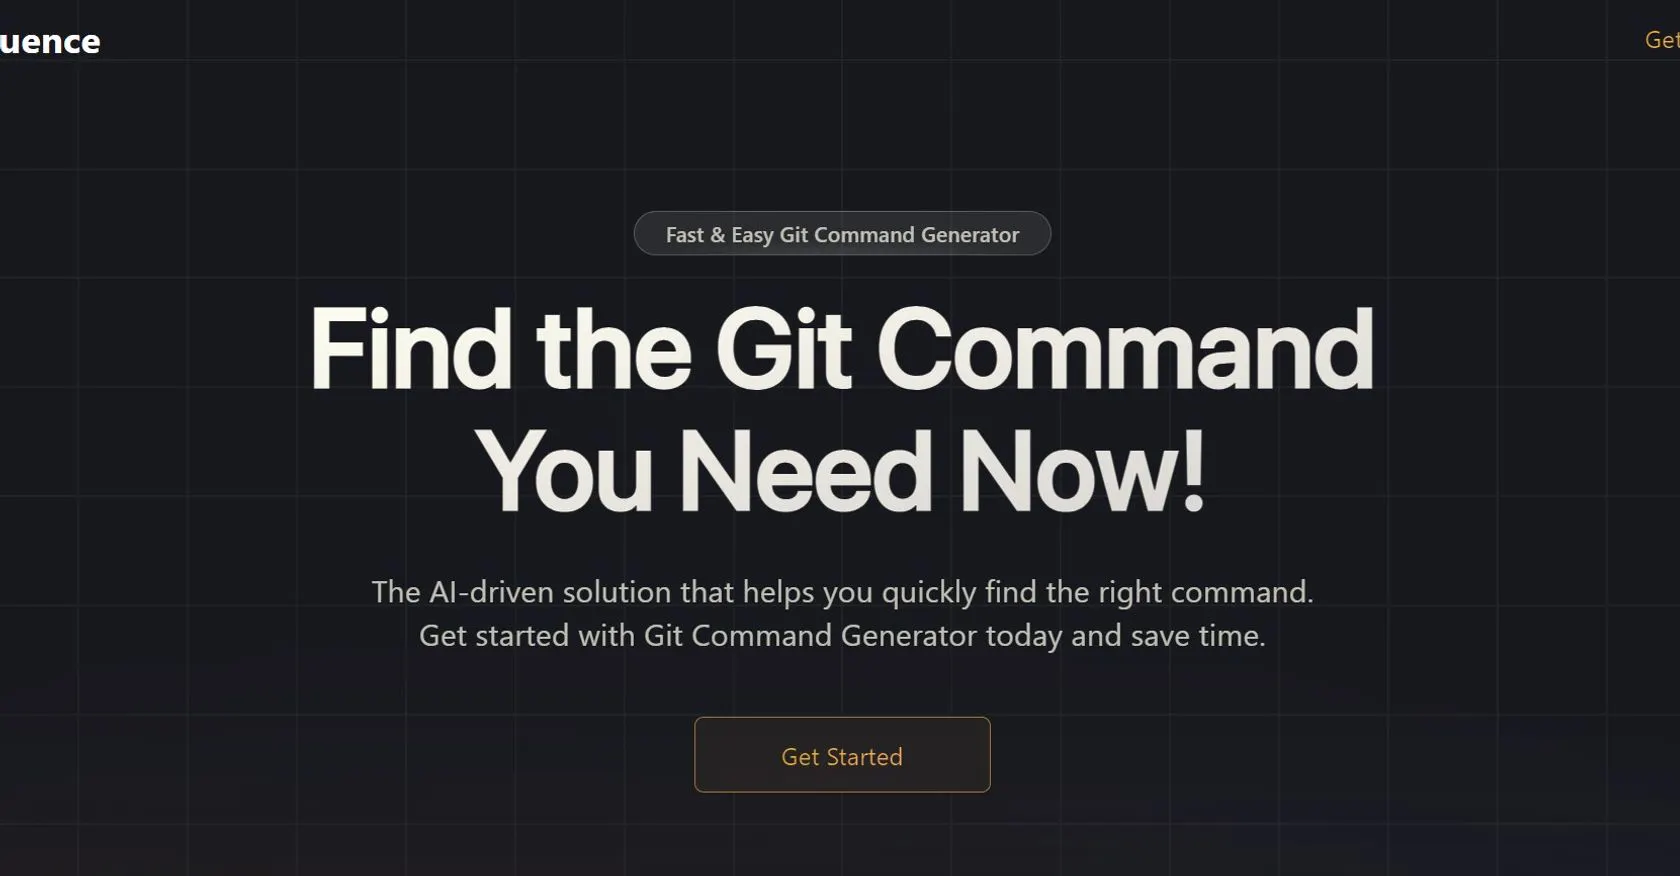 uence
Get
Fast & Easy Git Command Generator
Find the Git Command
You Need Now!
The AI-driven solution that helps you quickly find the right command.
Get started with Git Command Generator today and save time.
Get Started